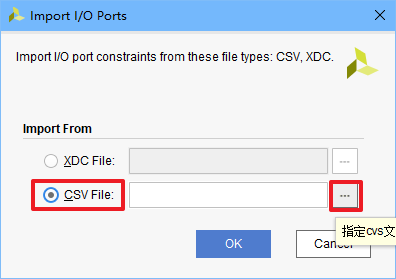 Import I/O Ports
Import I/O port constraints from these file types: CSV, XDC.
Import From
XDC File:
...
CSV File:
...
指定cvs文
OK
Cancel